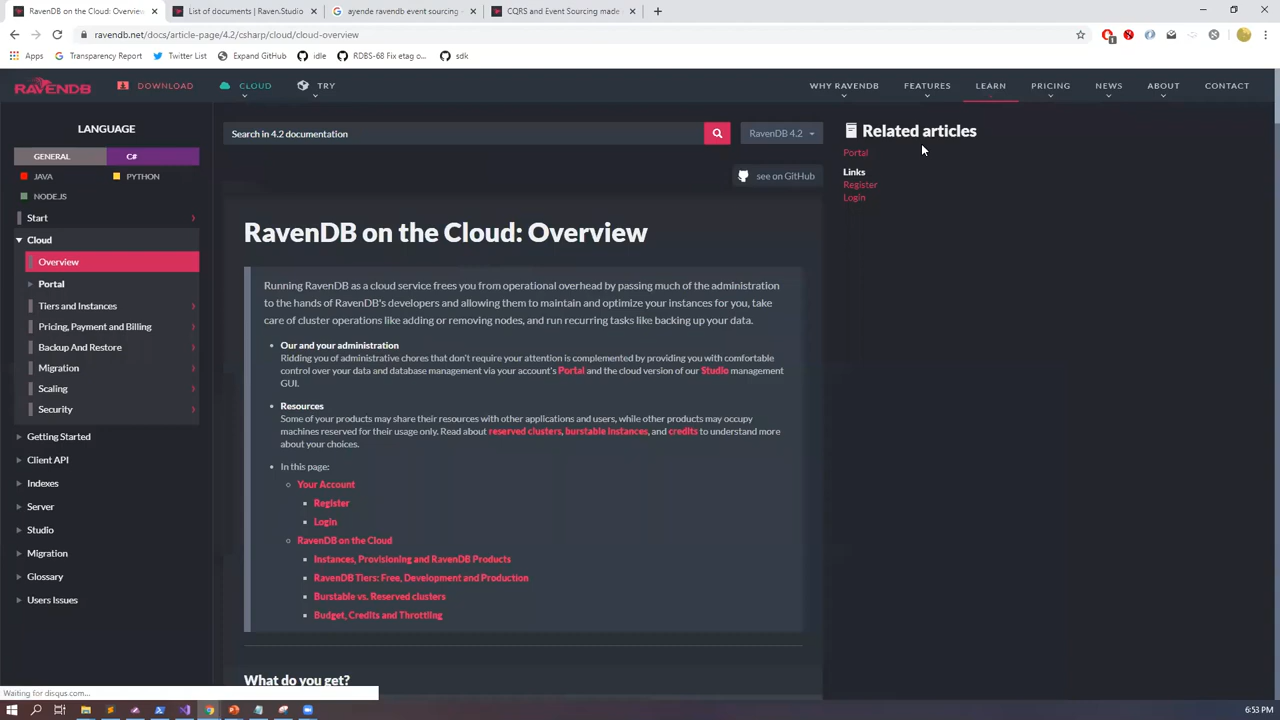 RavenDB on the Cloud: Overview
List of documents | Raven.Studio
ayende ravendb event sourcing -
CQRS and Event Sourcing made
ravendb.net/docs/article-page/4.2/csharp/cloud/cloud-overview
Apps
Transparency Report
Twitter List
Expand GitHub
idle
RDBS-68 Fix etag o...
sdk
RAVENDB
DOWNLOAD
CLOUD
TRY
WHY RAVENDB
FEATURES
LEARN
PRICING
NEWS
ABOUT
CONTACT
LANGUAGE
GENERAL
C#
JAVA
PYTHON
NODEJS
Start
Cloud
Overview
Portal
Tiers and Instances
Pricing, Payment and Billing
Backup And Restore
Migration
Scaling
Security
Getting Started
Client API
Indexes
Server
Studio
Migration
Glossary
Users Issues
Search in 4.2 documentation
RavenDB 4.2
see on GitHub
RavenDB on the Cloud: Overview
Running RavenDB as a cloud service frees you from operational overhead by passing much of the administration
to the hands of RavenDB's developers and allowing them to maintain and optimize your instances for you, take
care of cluster operations like adding or removing nodes, and run recurring tasks like backing up your data.
Our and your administration
Ridding you of administrative chores that don't require your attention is complemented by providing you with comfortable
control over your data and database management via your account's Portal and the cloud version of our Studio management
GUI.
Resources
Some of your products may share their resources with other applications and users, while other products may occupy
machines reserved for their usage only. Read about reserved clusters, burstable instances, and credits to understand more
about your choices.
In this page:
Your Account
Register
Login
RavenDB on the Cloud
Instances, Provisioning and RavenDB Products
RavenDB Tiers: Free, Development and Production
Burstable vs. Reserved clusters
Budget, Credits and Throttling
What do you get?
Related articles
Portal
Links
Register
Login
Waiting for disqus.com...
6:53 PM